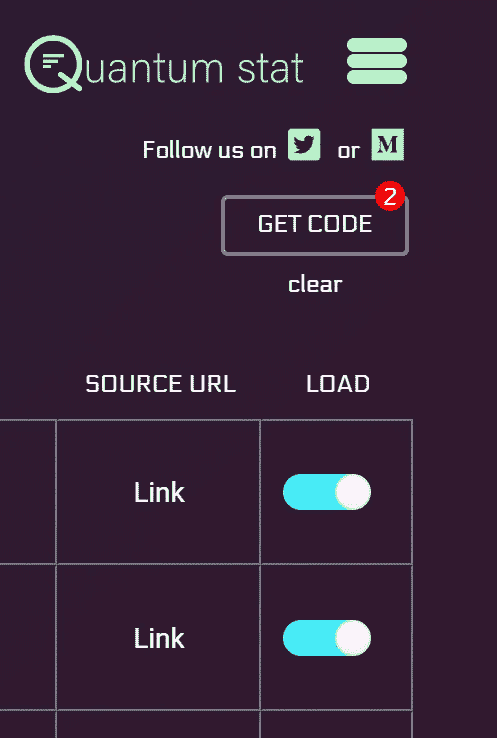 Quantum stat
Follow us on or M
2
GET CODE
clear
SOURCE URL LOAD
Link
Link